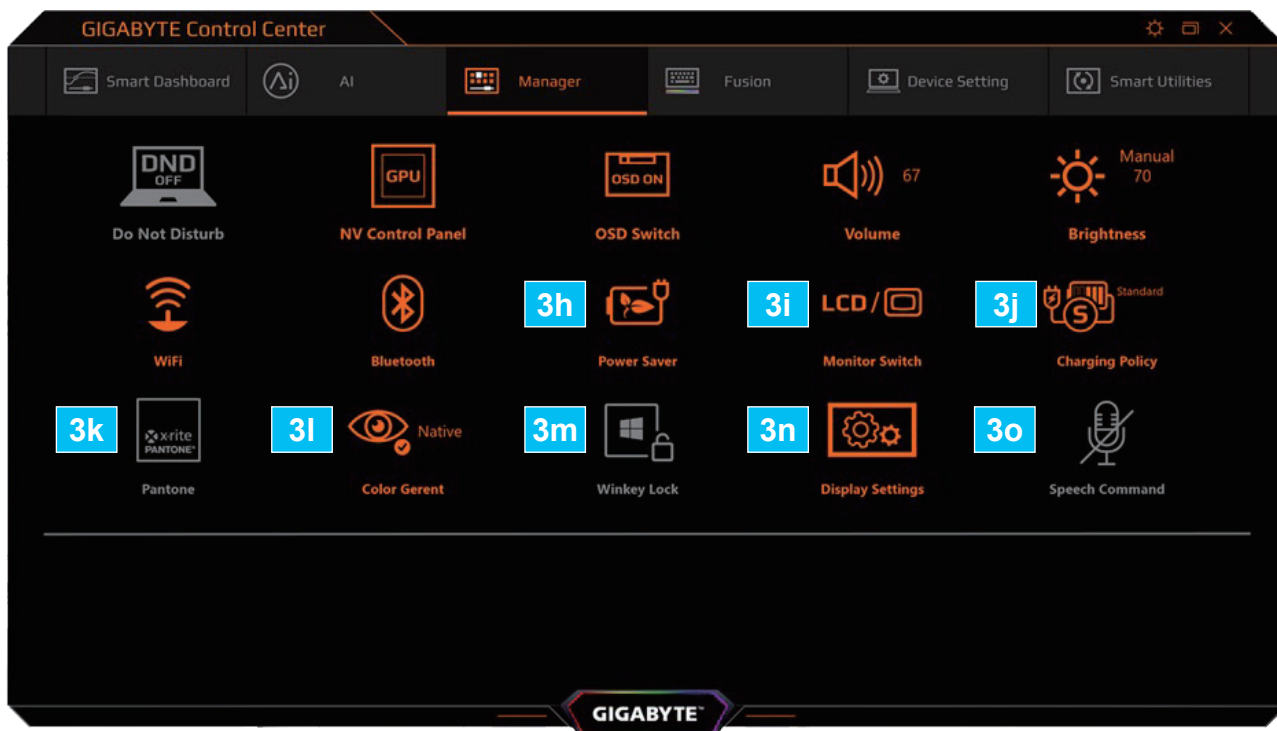 GIGABYTE Control Center
Smart Dashboard
AI
Manager
Fusion
Device Setting
Smart Utilities
DND
OFF
Do Not Disturb
GPU
NV Control Panel
OSD ON
OSD Switch
67
Volume
Manual
70
Brightness
WiFi
Bluetooth
3h
Power Saver
3i
LCD/
Monitor Switch
3j
S
Standard
Charging Policy
3k
x-rite
PANTONE®
Pantone
3l
Native
Color Gerent
3m
Winkey Lock
3n
Display Settings
3o
Speech Command
GIGABYTE™